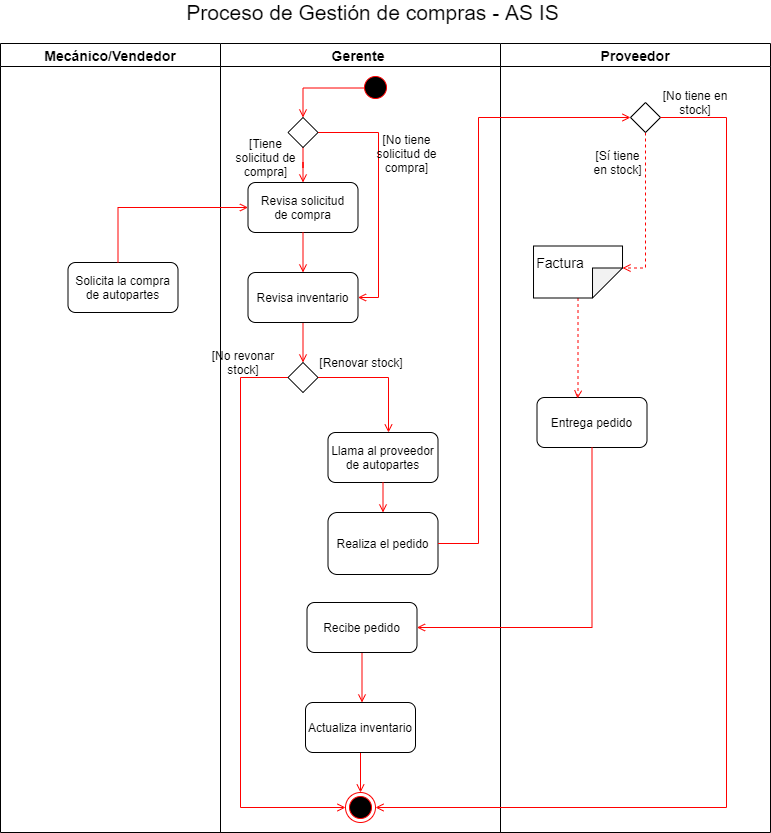 Proceso de Gestión de compras - AS IS
Mecánico/Vendedor
Gerente
Proveedor
[Tiene
solicitud de
compra]
[No tiene
solicitud de
compra]
[No tiene en
stock]
[Sí tiene
en stock]
Revisa solicitud
de compra
Solicita la compra
de autopartes
Factura
Revisa inventario
[No revonar
stock]
[Renovar stock]
Entrega pedido
Llama al proveedor
de autopartes
Realiza el pedido
Recibe pedido
Actualiza inventario